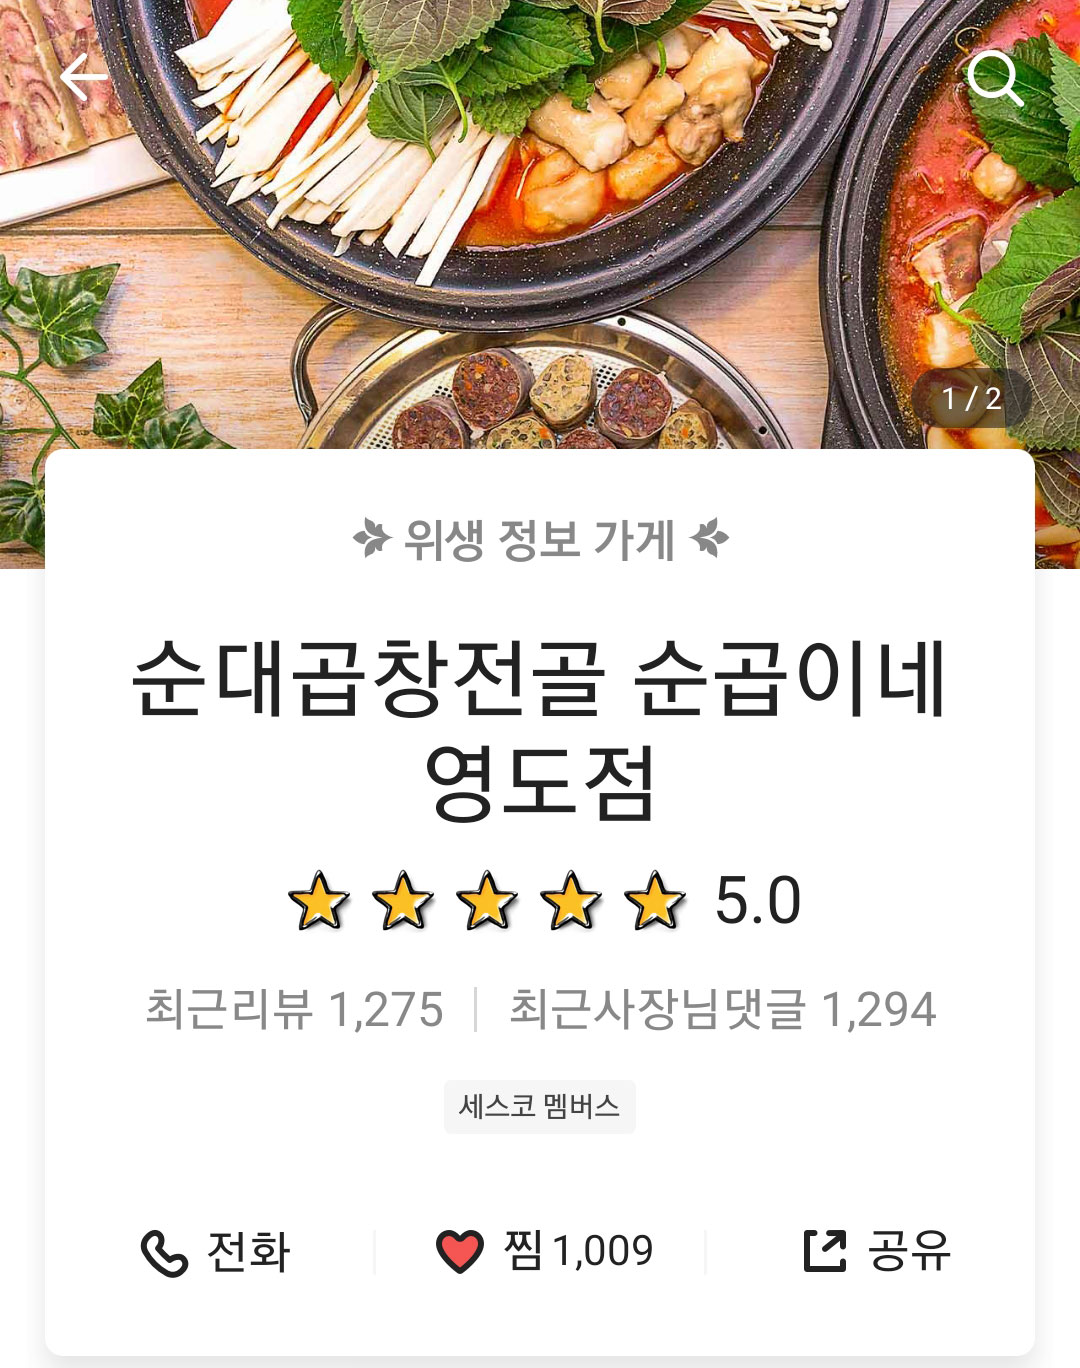 1 / 2
위생 정보 가게
순대곱창전골 순곱이네
영도점
5.0
최근리뷰 1,275 최근사장님댓글 1,294
세스코 멤버스
전화 찜 1,009 공유